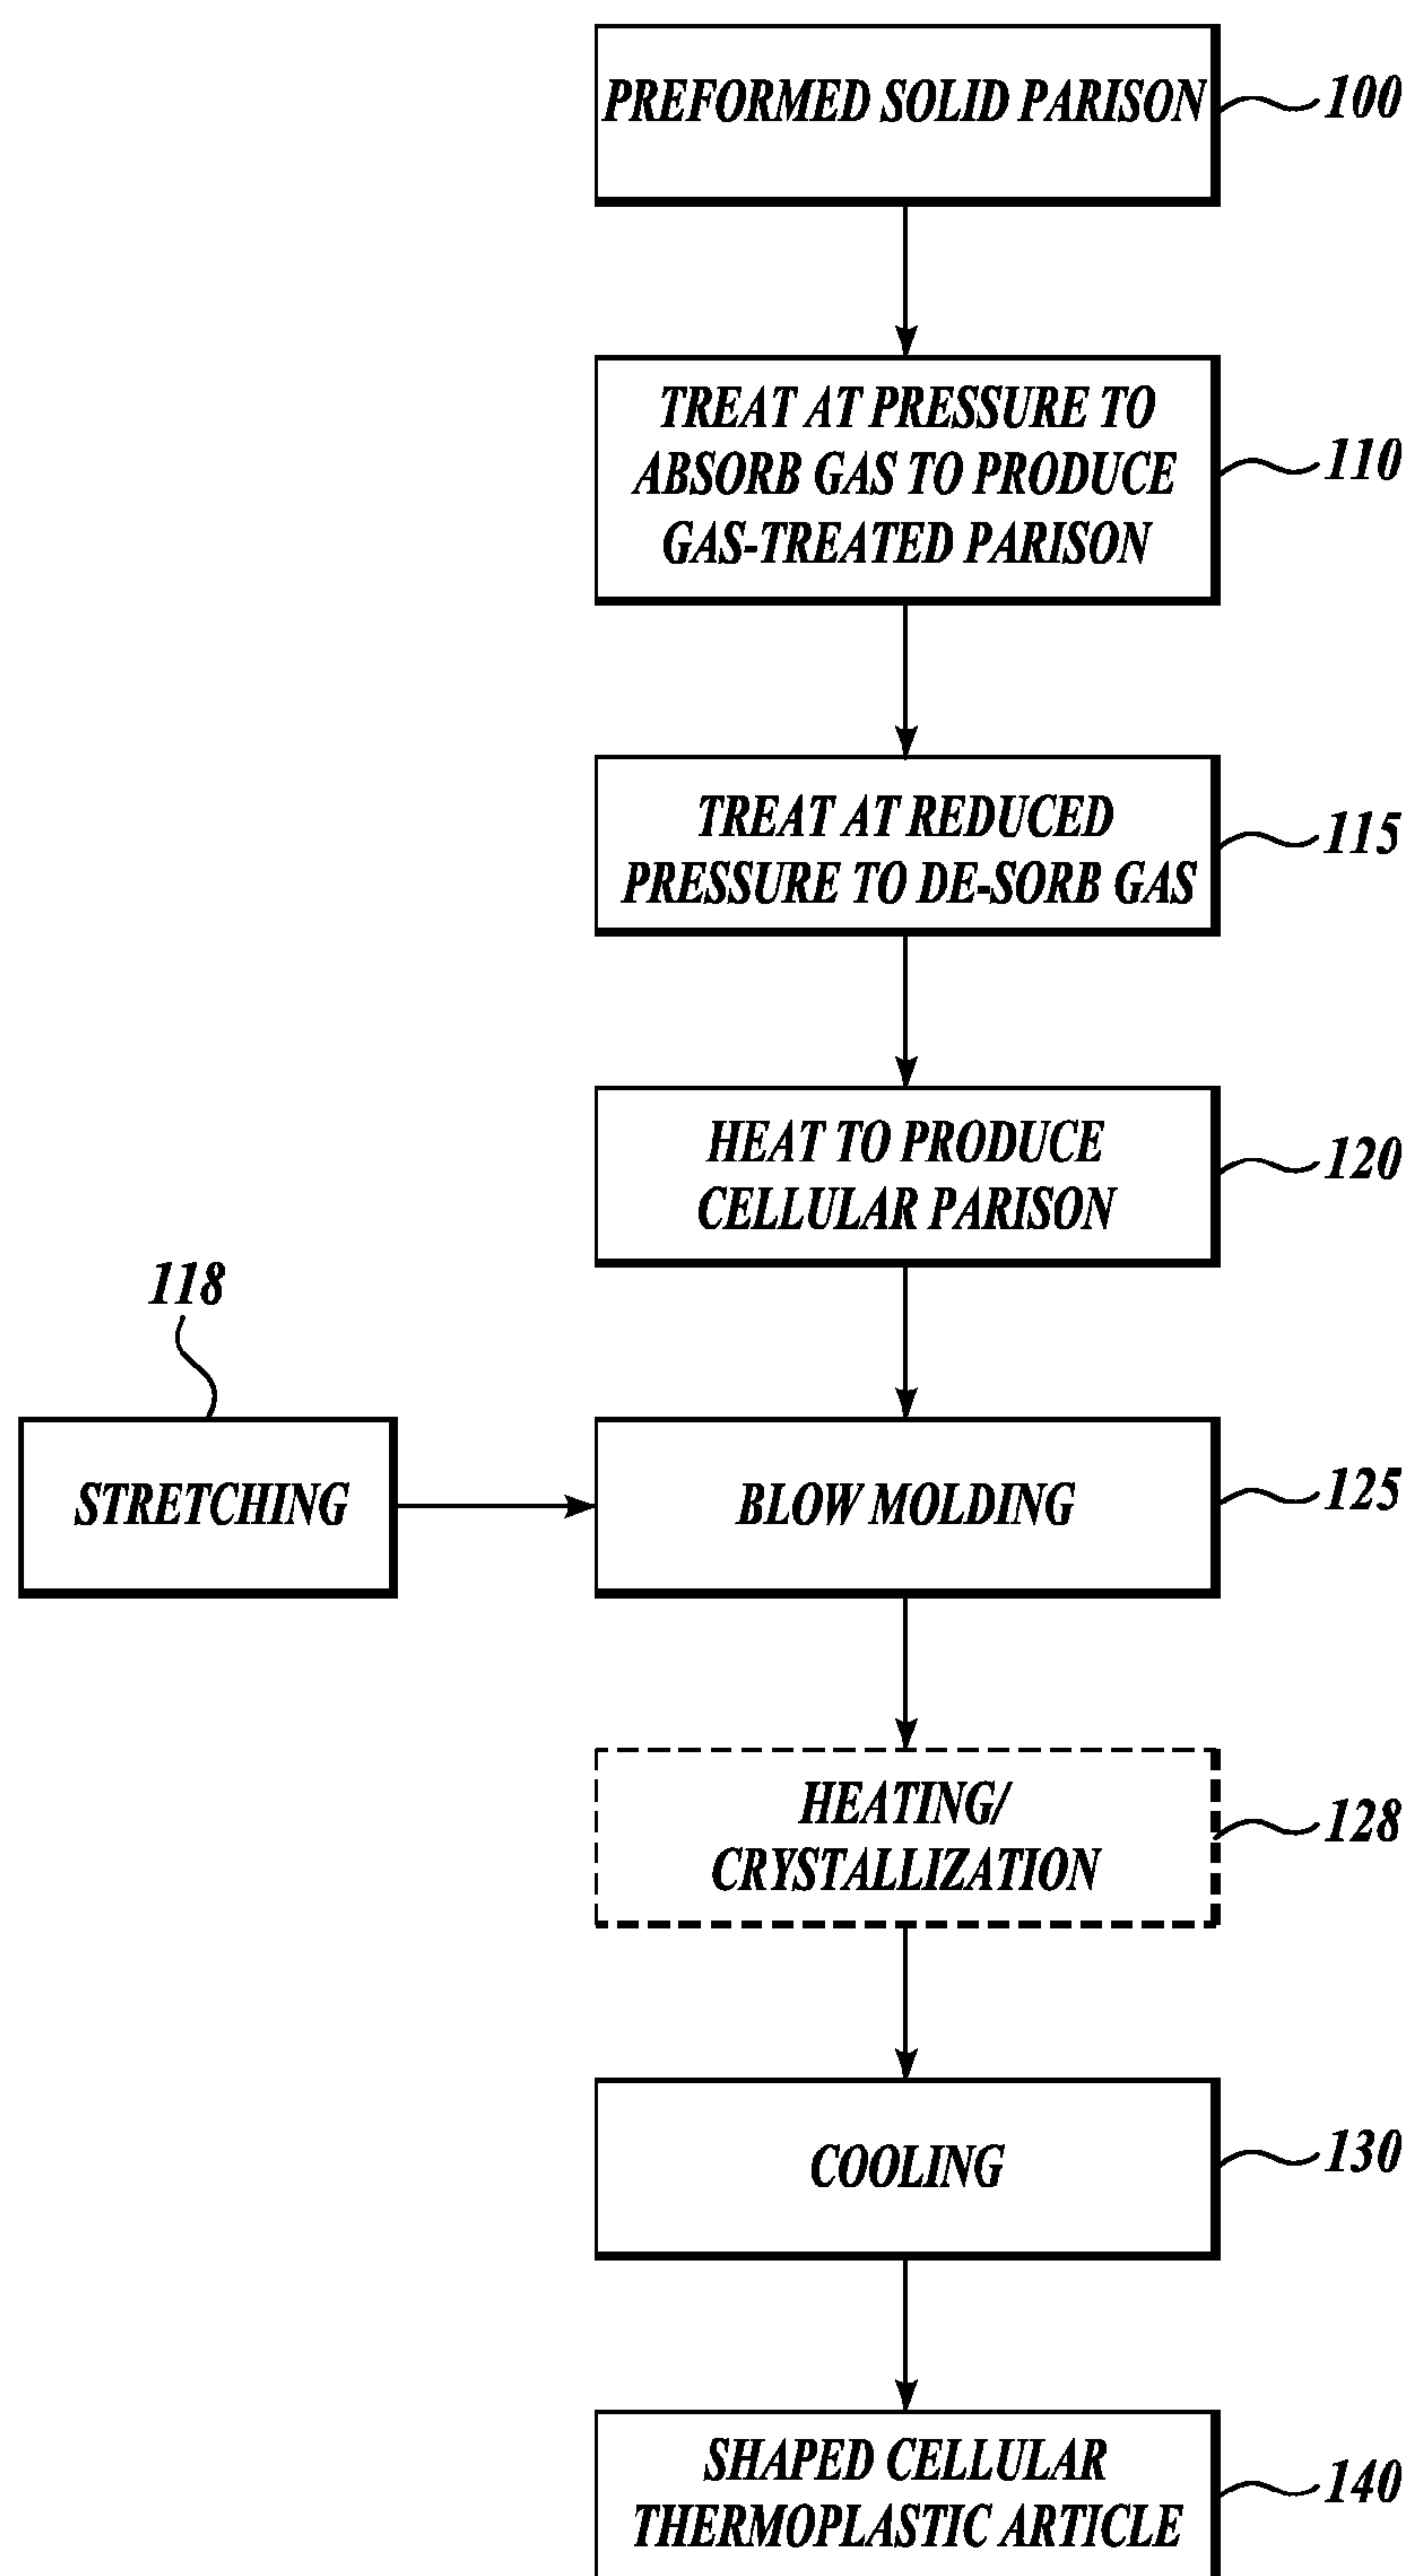 PREFORMED SOLID PARISON
100
TREAT AT PRESSURE TO
ABSORB GAS TO PRODUCE
GAS-TREATED PARISON
110
TREAT AT REDUCED
PRESSURE TO DE-SORB GAS
115
HEAT TO PRODUCE
CELLULAR PARISON
120
118
STRETCHING
BLOW MOLDING
125
HEATING/
CRYSTALLIZATION
128
COOLING
130
SHAPED CELLULAR
THERMOPLASTIC ARTICLE
140